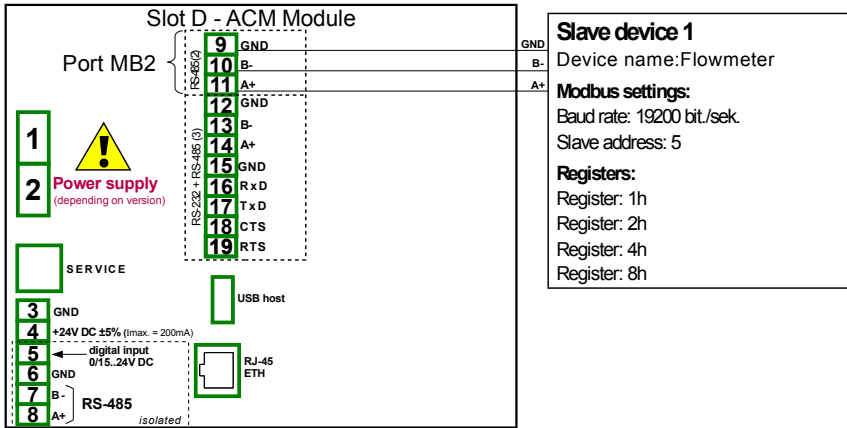 Slot D - ACM Module
Port MB2
RS-485(2)
9 GND
10 B-
11 A+
RS-232 + RS-485 (3)
12 GND
13 B-
14 A+
15 GND
16 RxD
17 TxD
18 CTS
19 RTS
1
2
!
Power supply
(depending on version)
SERVICE
USB host
3 GND
4 +24V DC ±5% (Imax. = 200mA)
5 digital input
0/15..24V DC
6 GND
7 B-
8 A+
RS-485
isolated
RJ-45
ETH
GND
B-
A+
Slave device 1
Device name:Flowmeter
Modbus settings:
Baud rate: 19200 bit./sek.
Slave address: 5
Registers:
Register: 1h
Register: 2h
Register: 4h
Register: 8h